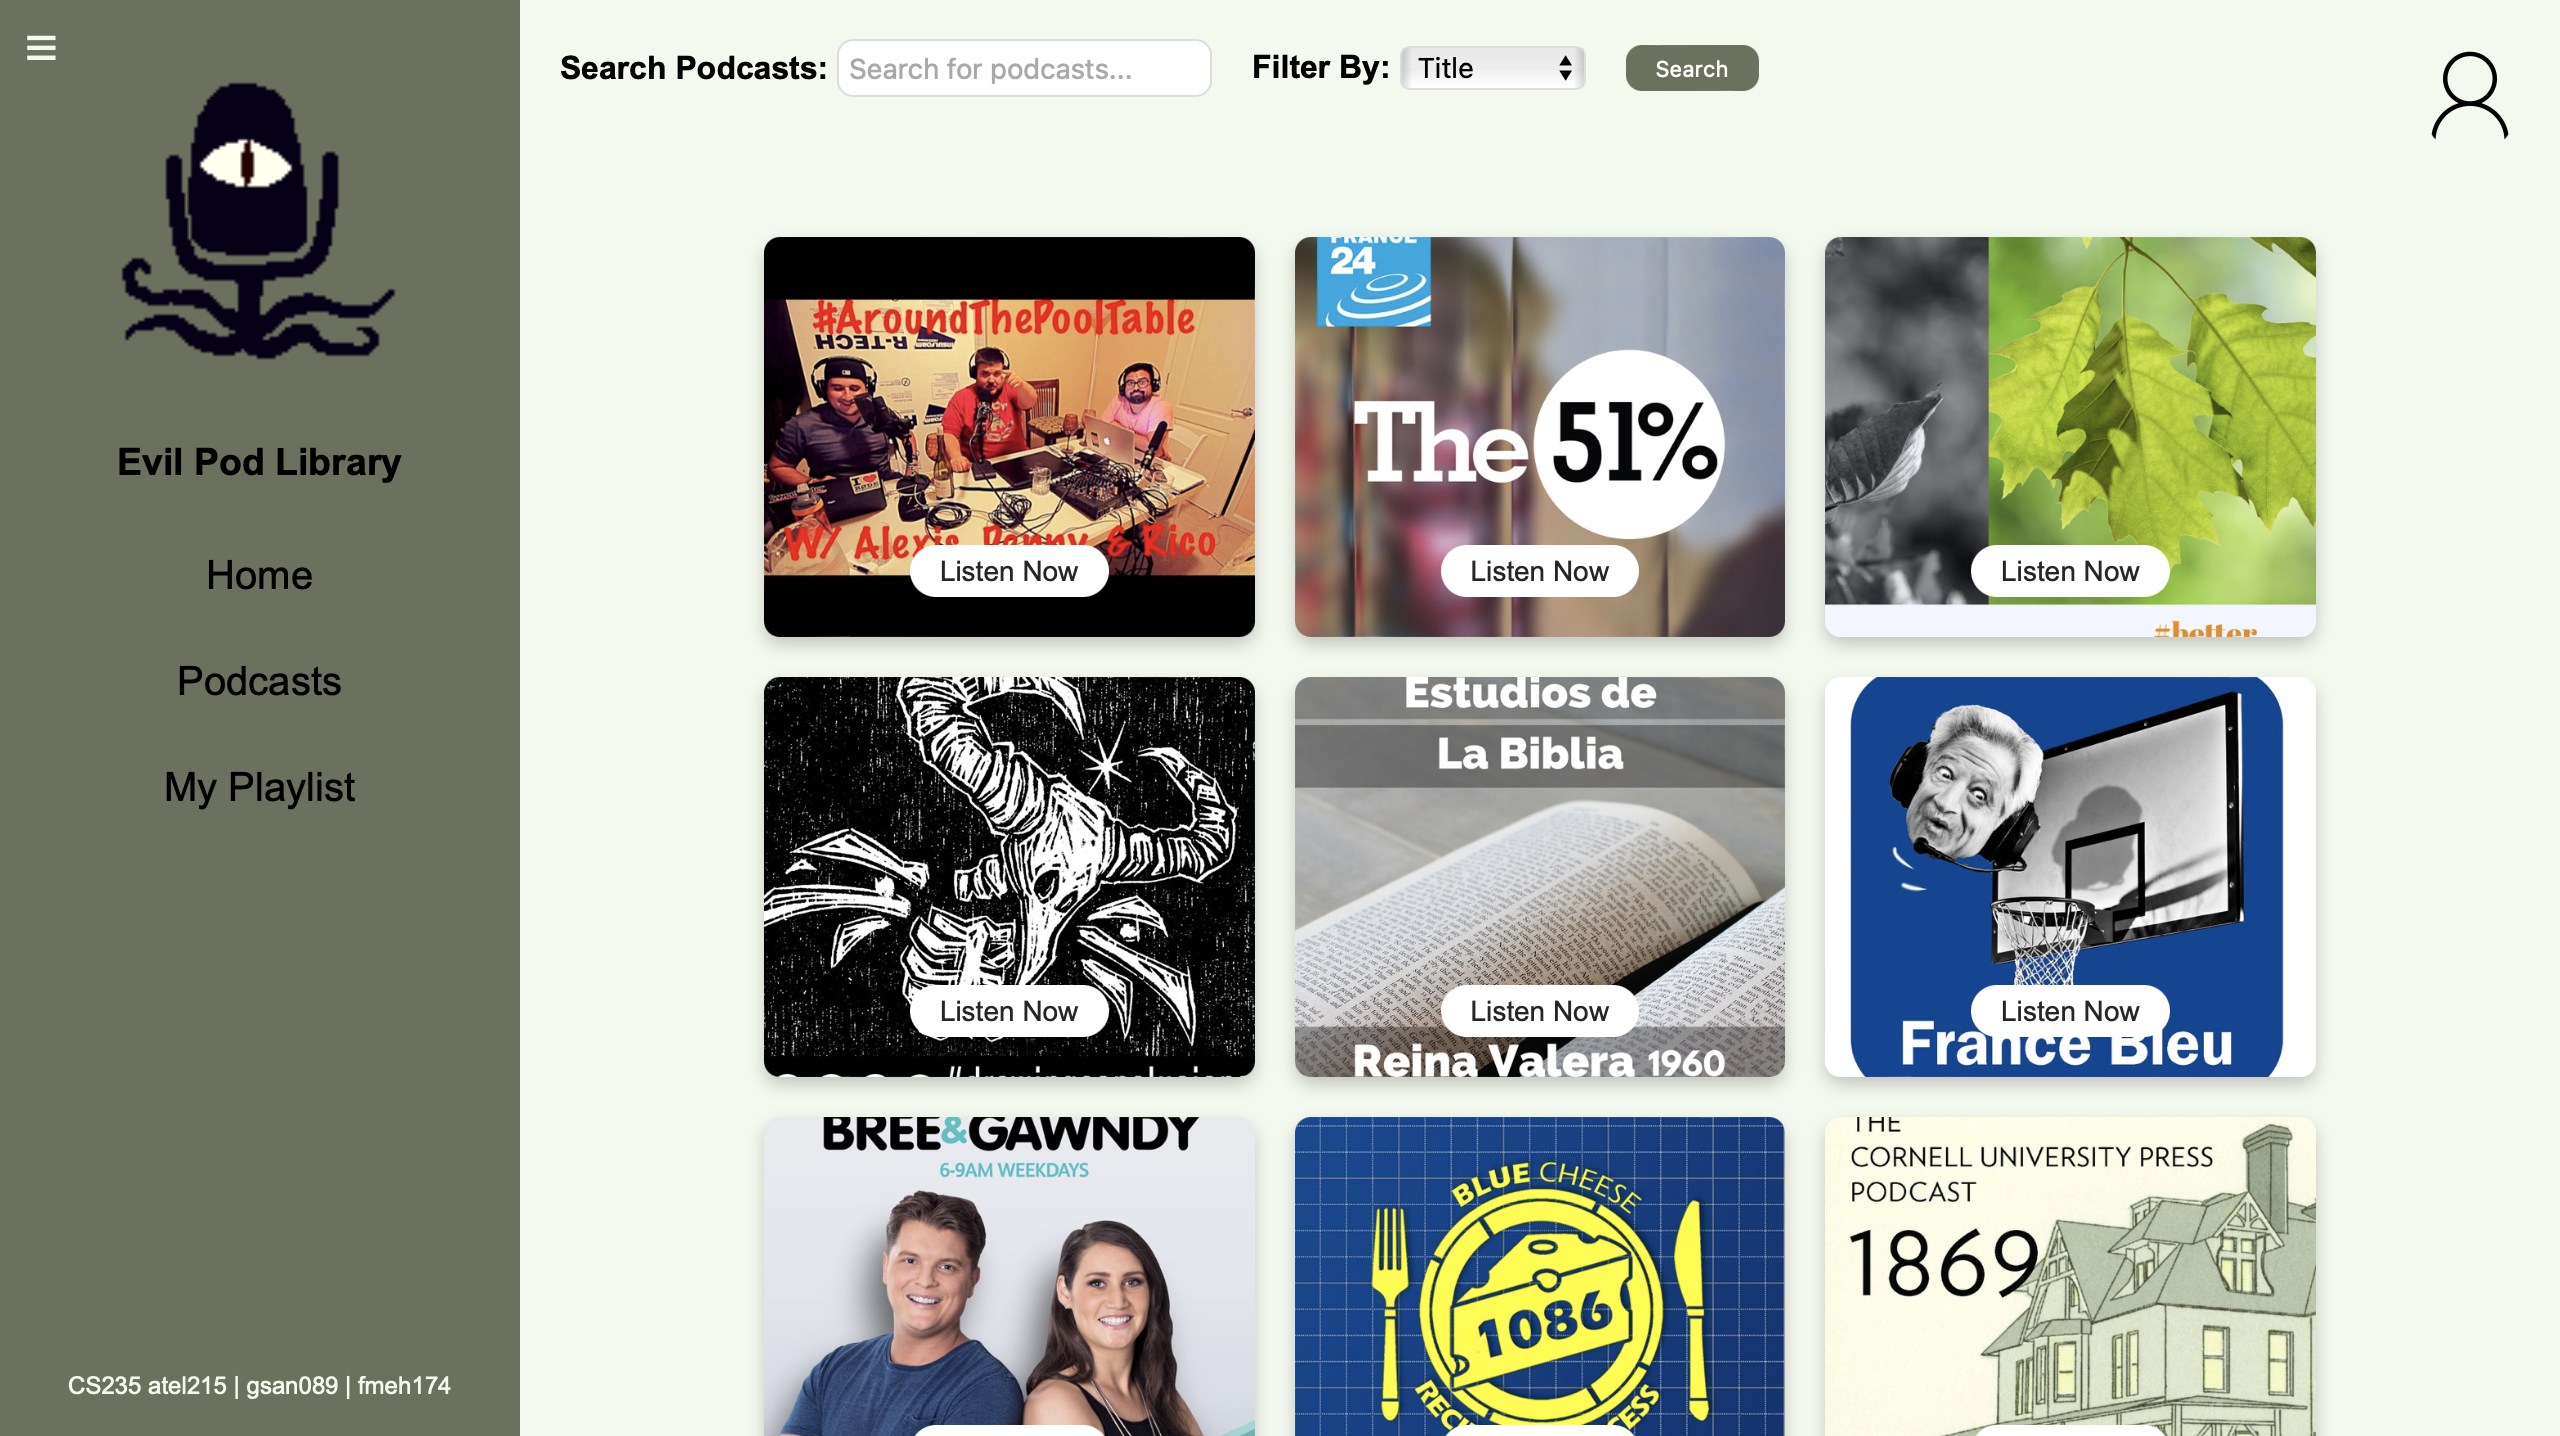 Search Podcasts: Search for podcasts... Filter By: Title Search
Evil Pod Library
Home
Podcasts
My Playlist
CS235 atel215 | gsan089 | fmeh174
#AroundThePoolTable
R-TECH
I RODE
W/ Alexis, Danny & Rico
Listen Now
FRANCE
24
The 51%
Listen Now
Listen Now
#better
Listen Now
#drawingconclusions
Estudios de
La Biblia
Listen Now
Reina Valera 1960
Listen Now
France Bleu
BREE&GAWNDY
6-9AM WEEKDAYS
BLUE CHEESE
1086
THE
CORNELL UNIVERSITY PRESS
PODCAST
1869